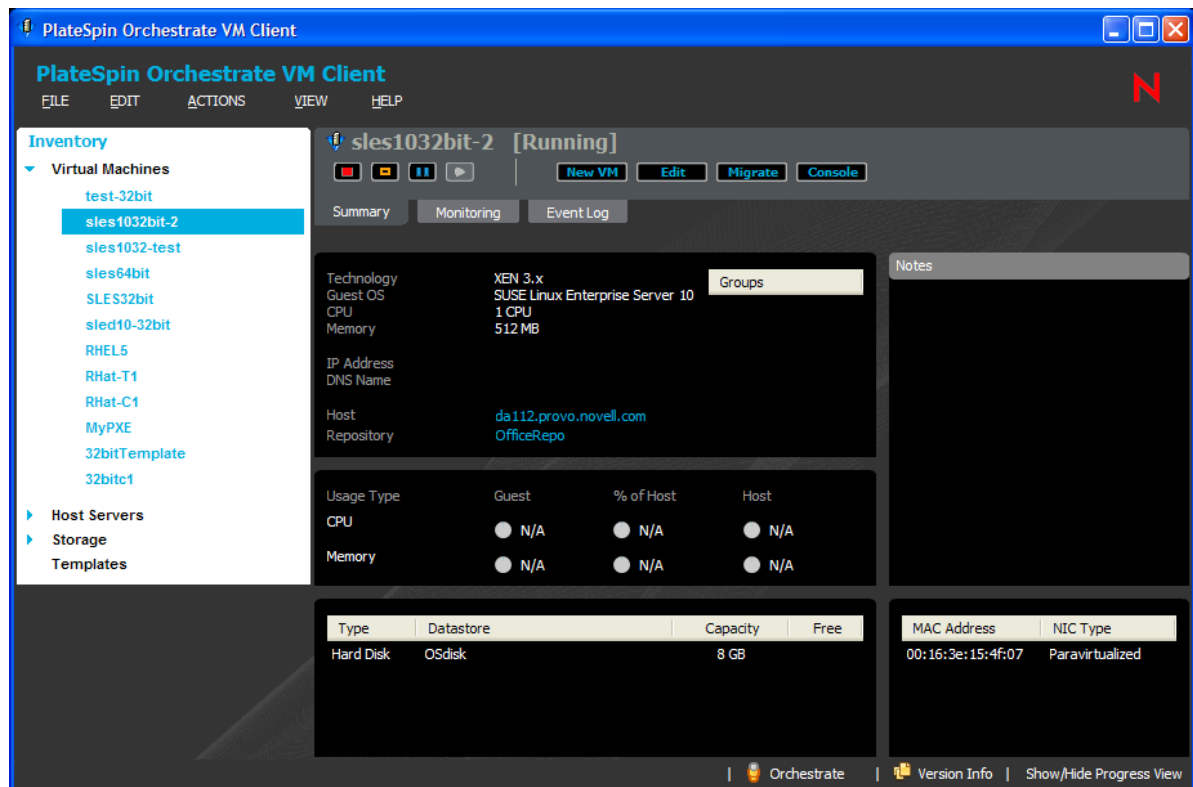 PlateSpin Orchestrate VM Client
PlateSpin Orchestrate VM Client
FILE EDIT ACTIONS VIEW HELP
N
Inventory
Virtual Machines
test-32bit
sles1032bit-2
sles1032-test
sles64bit
SLES32bit
sled10-32bit
RHEL5
RHat-T1
RHat-C1
MyPXE
32bitTemplate
32bitc1
Host Servers
Storage
Templates
sles1032bit-2 [Running]
New VM Edit Migrate Console
Summary Monitoring Event Log
Technology XEN 3.x
Guest OS SUSE Linux Enterprise Server 10
CPU 1 CPU
Memory 512 MB
IP Address
DNS Name
Host da112.provo.novell.com
Repository OfficeRepo
Groups
Notes
Usage Type Guest % of Host Host
CPU N/A N/A N/A
Memory N/A N/A N/A
Type Datastore Capacity Free
Hard Disk OSdisk 8 GB
MAC Address NIC Type
00:16:3e:15:4f:07 Paravirtualized
| Orchestrate | Version Info | Show/Hide Progress View